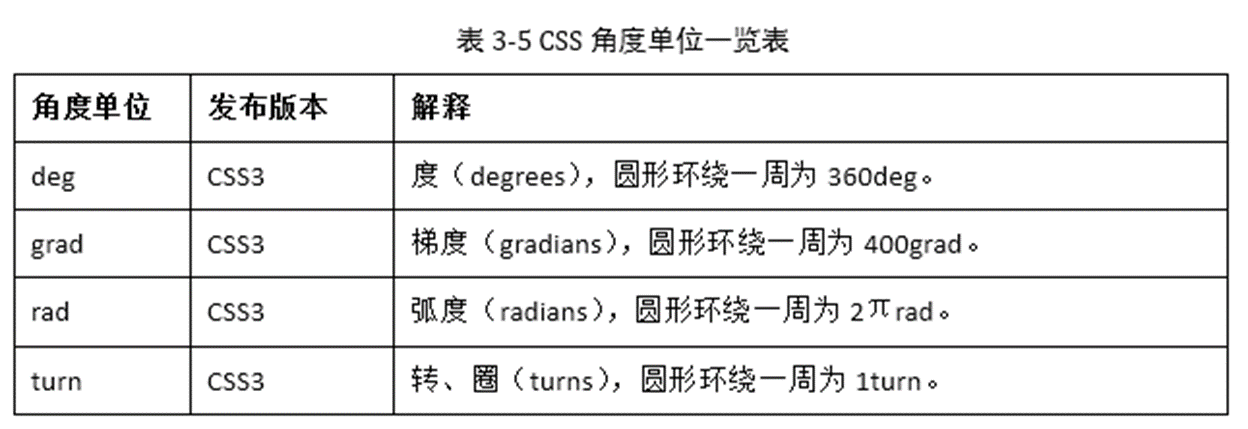 表 3-5 CSS 角度单位一览表
角度单位 发布版本 解释
deg CSS3 度（degrees），圆形环绕一周为 360deg。
grad CSS3 梯度（gradians），圆形环绕一周为 400grad。
rad CSS3 弧度（radians），圆形环绕一周为 2πrad。
turn CSS3 转、圈（turns），圆形环绕一周为 1turn。